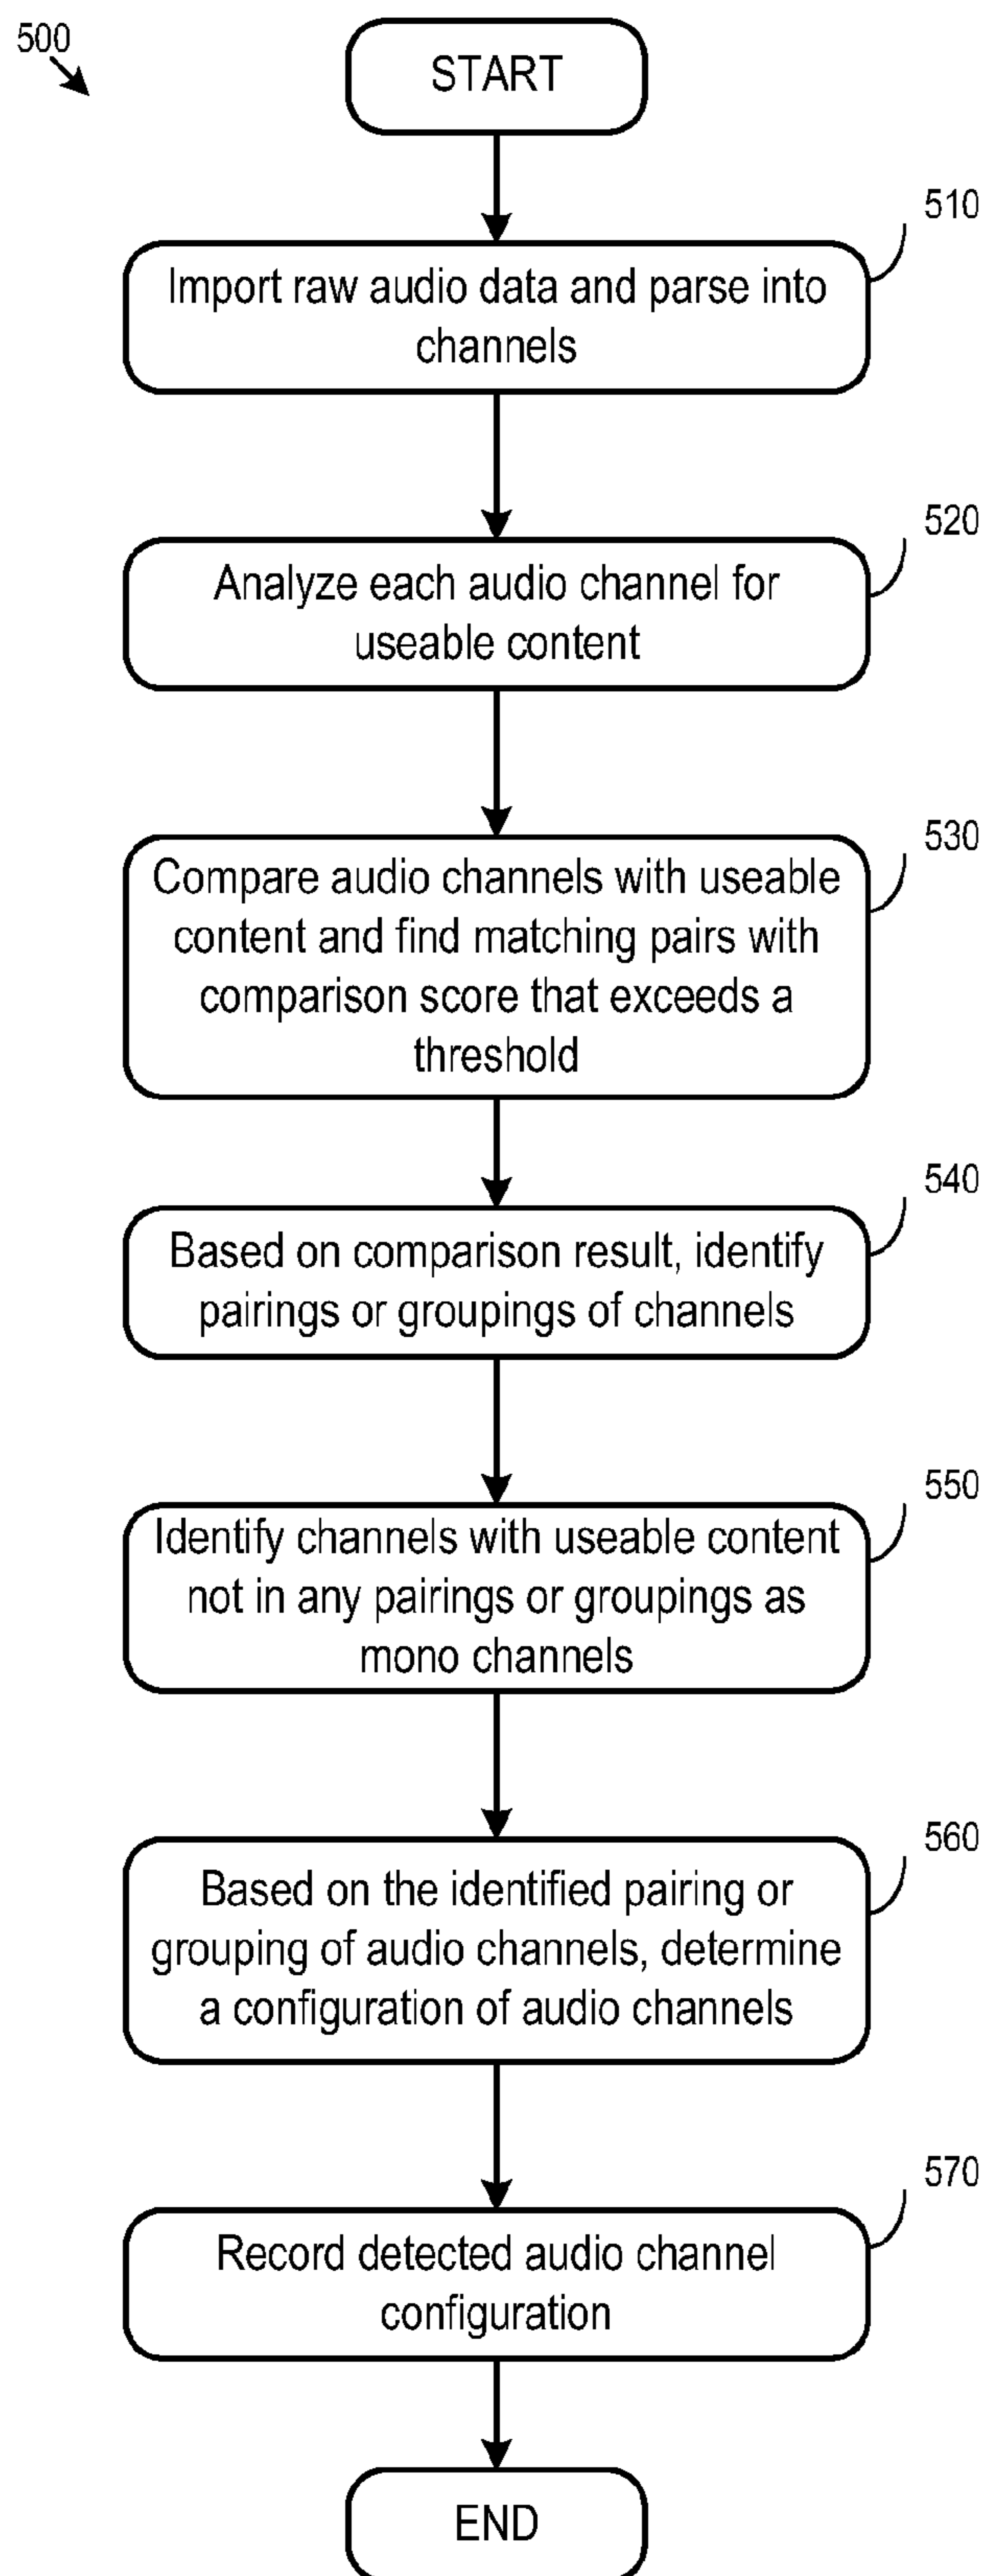 500
START
510
Import raw audio data and parse into
channels
520
Analyze each audio channel for
useable content
530
Compare audio channels with useable
content and find matching pairs with
comparison score that exceeds a
threshold
540
Based on comparison result, identify
pairings or groupings of channels
550
Identify channels with useable content
not in any pairings or groupings as
mono channels
560
Based on the identified pairing or
grouping of audio channels, determine
a configuration of audio channels
570
Record detected audio channel
configuration
END